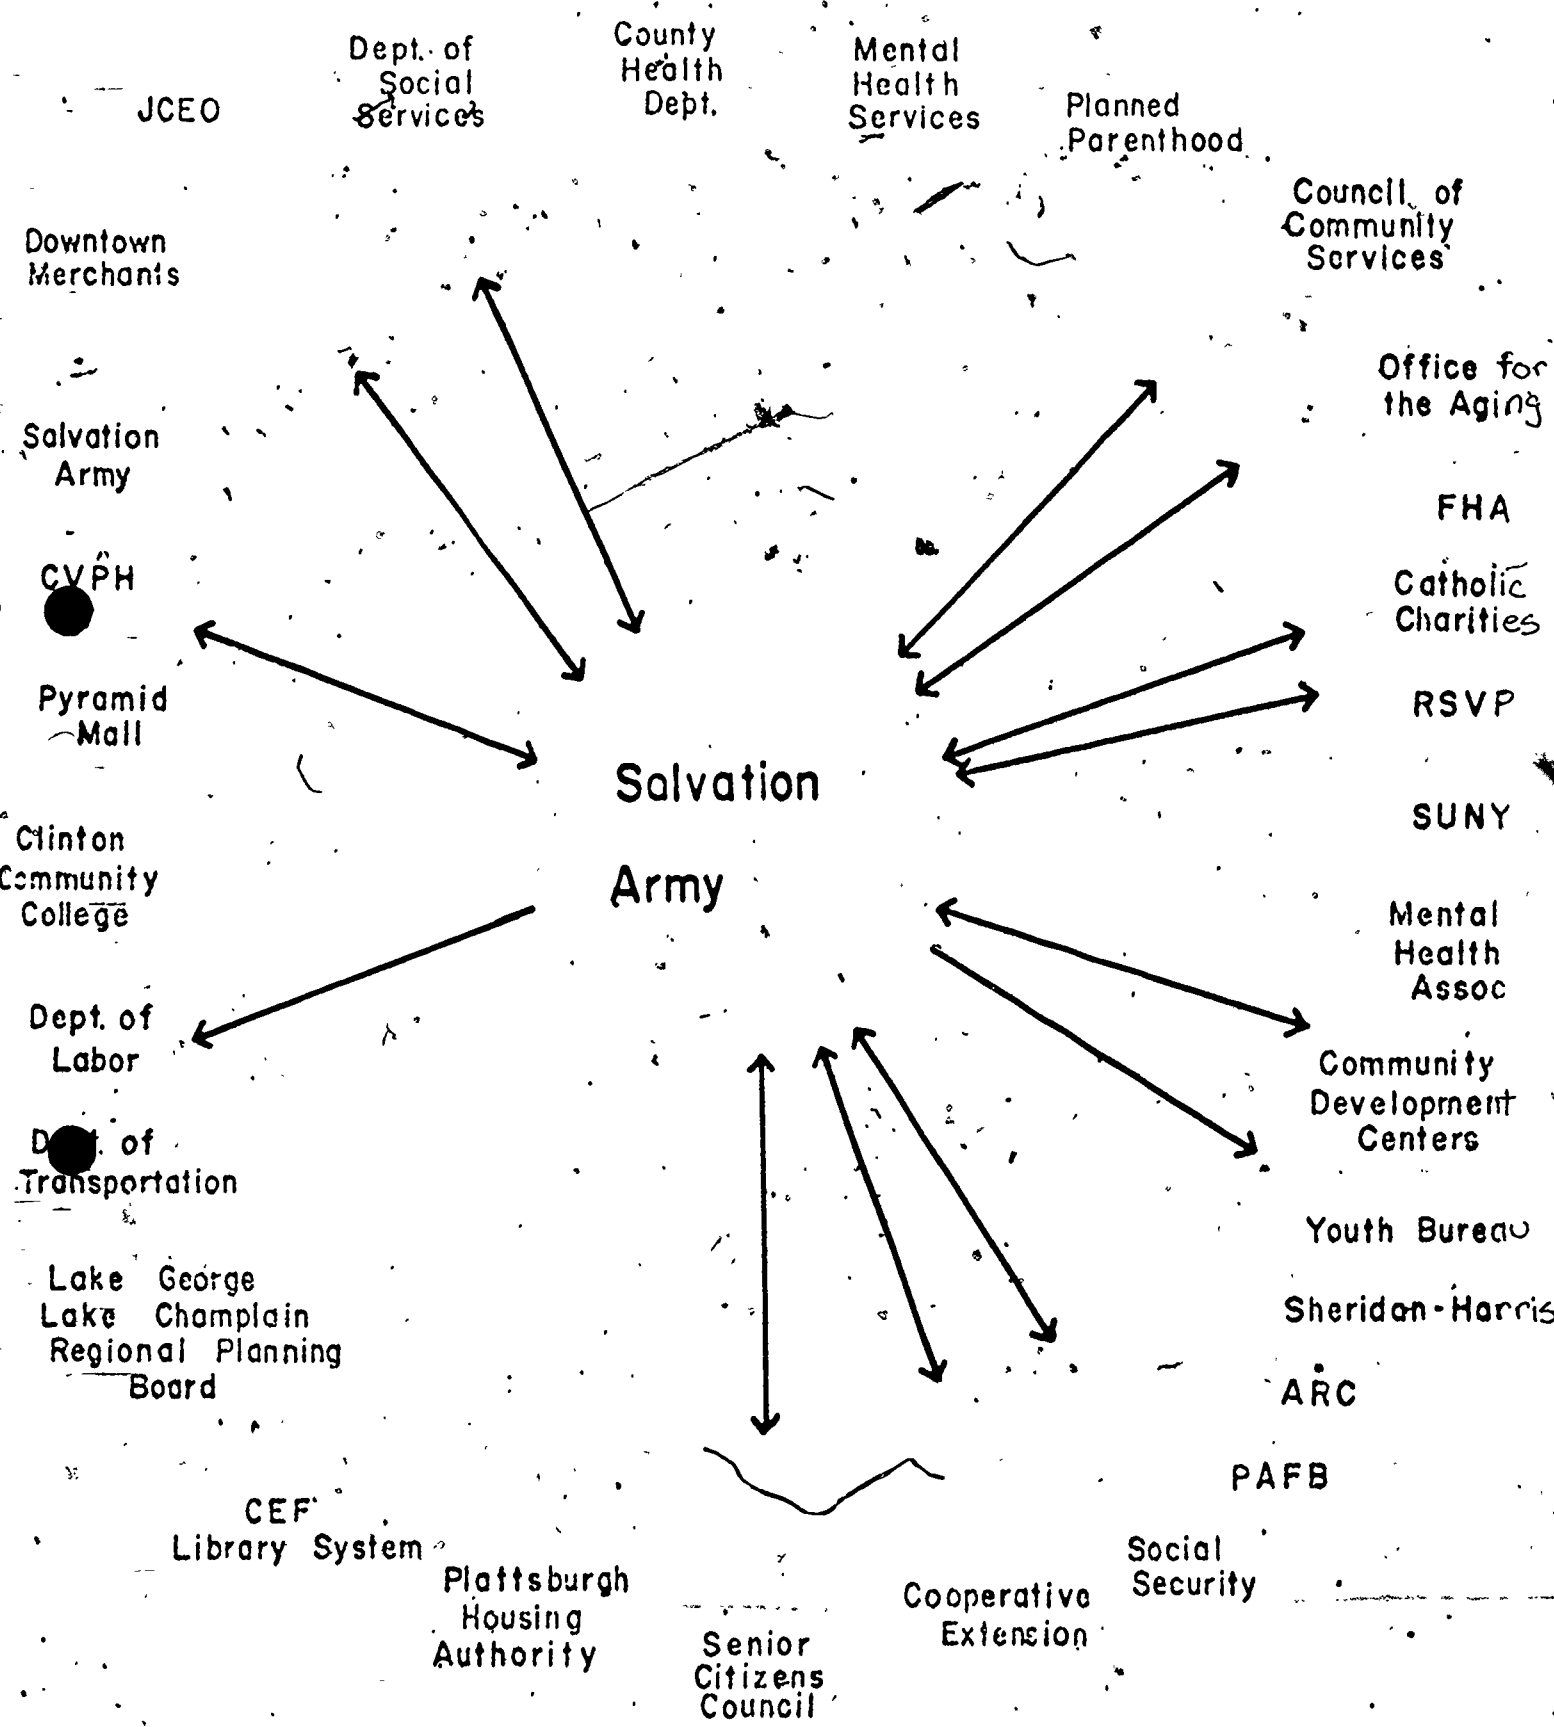 JCEO
Dept. of
Social
Services
County
Health
Dept.
Mental
Health
Services
Planned
Parenthood
Council of
Community
Services
Downtown
Merchants
Office for
the Aging
Salvation
Army
FHA
CVPH
Catholic
Charities
Pyramid
Mall
RSVP
Salvation
Army
SUNY
Clinton
Community
College
Mental
Health
Assoc
Dept. of
Labor
Community
Development
Centers
of
Transportation
Youth Bureau
Lake George
Lake Champlain
Regional Planning
Board
Sheridan-Harris
ARC
PAFB
CEF
Library System
Plattsburgh
Housing
Authority
Senior
Citizens
Council
Cooperative
Extension
Social
Security